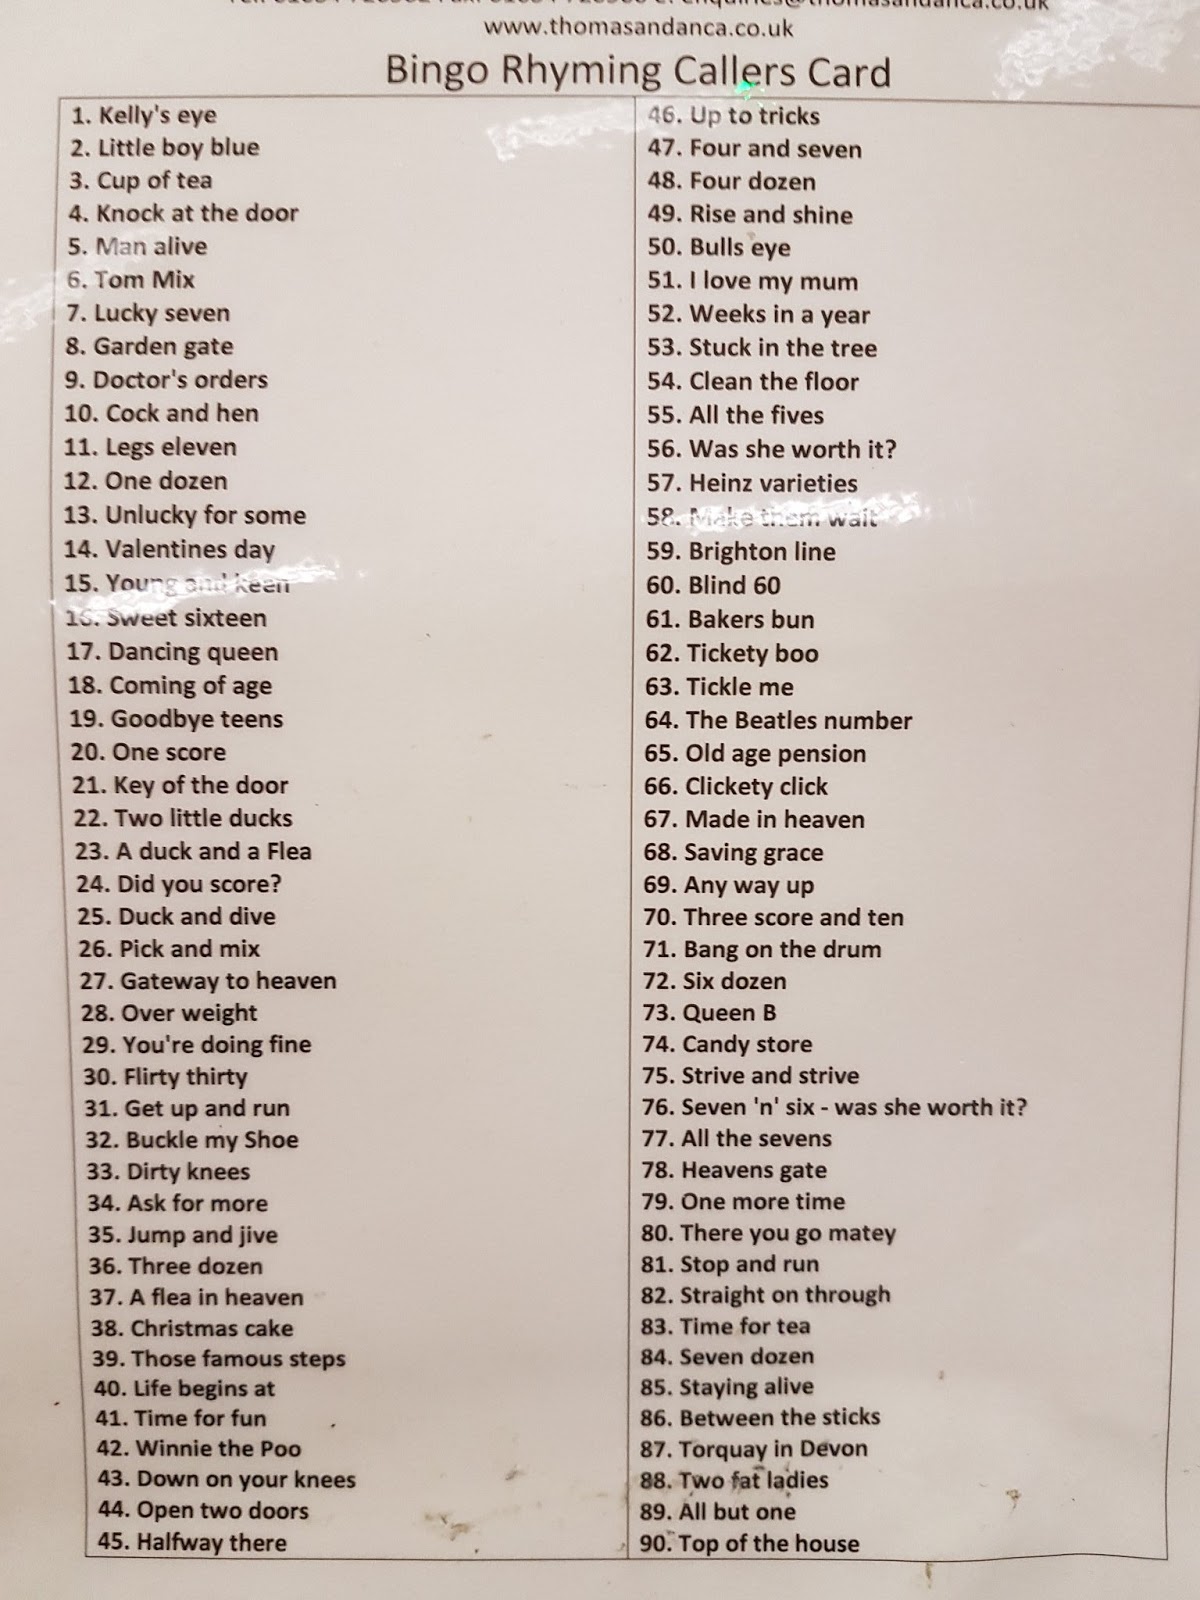 www.thomasandanca.co.uk
Bingo Rhyming Callers Card
1. Kelly's eye
2. Little boy blue
3. Cup of tea
4. Knock at the door
5. Man alive
6. Tom Mix
7. Lucky seven
8. Garden gate
9. Doctor's orders
10. Cock and hen
11. Legs eleven
12. One dozen
13. Unlucky for some
14. Valentines day
15. Young and keen
16. Sweet sixteen
17. Dancing queen
18. Coming of age
19. Goodbye teens
20. One score
21. Key of the door
22. Two little ducks
23. A duck and a Flea
24. Did you score?
25. Duck and dive
26. Pick and mix
27. Gateway to heaven
28. Over weight
29. You're doing fine
30. Flirty thirty
31. Get up and run
32. Buckle my Shoe
33. Dirty knees
34. Ask for more
35. Jump and jive
36. Three dozen
37. A flea in heaven
38. Christmas cake
39. Those famous steps
40. Life begins at
41. Time for fun
42. Winnie the Poo
43. Down on your knees
44. Open two doors
45. Halfway there
46. Up to tricks
47. Four and seven
48. Four dozen
49. Rise and shine
50. Bulls eye
51. I love my mum
52. Weeks in a year
53. Stuck in the tree
54. Clean the floor
55. All the fives
56. Was she worth it?
57. Heinz varieties
58. Make them wait
59. Brighton line
60. Blind 60
61. Bakers bun
62. Tickety boo
63. Tickle me
64. The Beatles number
65. Old age pension
66. Clickety click
67. Made in heaven
68. Saving grace
69. Any way up
70. Three score and ten
71. Bang on the drum
72. Six dozen
73. Queen B
74. Candy store
75. Strive and strive
76. Seven 'n' six - was she worth it?
77. All the sevens
78. Heavens gate
79. One more time
80. There you go matey
81. Stop and run
82. Straight on through
83. Time for tea
84. Seven dozen
85. Staying alive
86. Between the sticks
87. Torquay in Devon
88. Two fat ladies
89. All but one
90. Top of the house